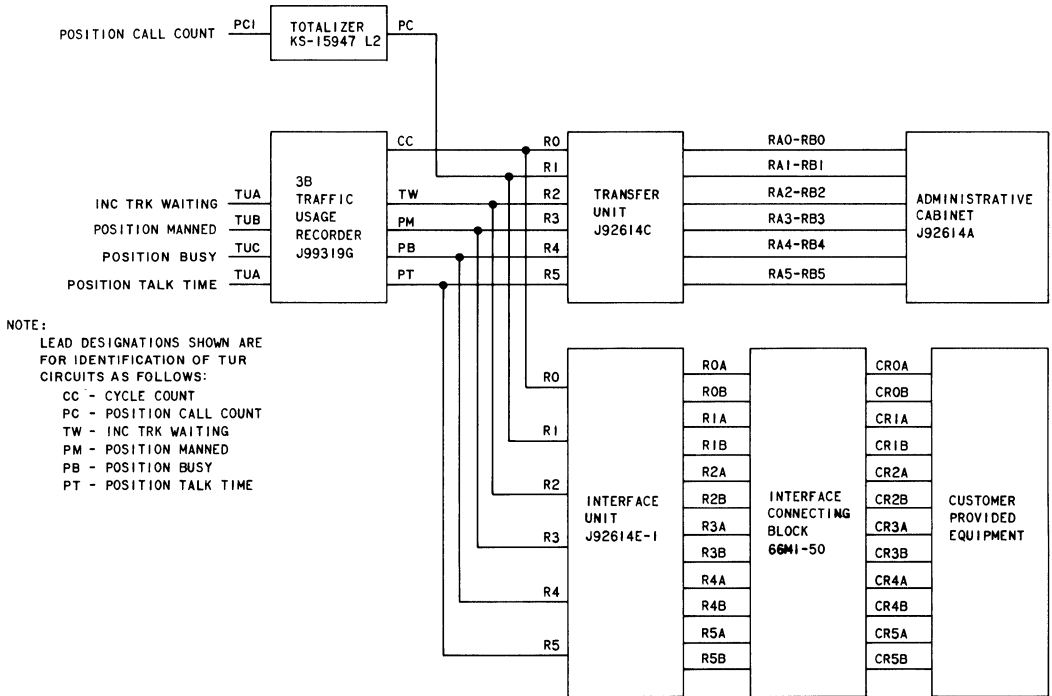 POSITION CALL COUNT
PCI
TOTALIZER
KS-15947 L2
PC
INC TRK WAITING
POSITION MANNED
POSITION BUSY
POSITION TALK TIME
TUA
TUB
TUC
TUA
3B
TRAFFIC
USAGE
RECORDER
J99319G
CC
TW
PM
PB
PT
R0
R1
R2
R3
R4
R5
TRANSFER
UNIT
J92614C
RA0-RB0
RA1-RB1
RA2-RB2
RA3-RB3
RA4-RB4
RA5-RB5
ADMINISTRATIVE
CABINET
J92614A
NOTE:
LEAD DESIGNATIONS SHOWN ARE
FOR IDENTIFICATION OF TUR
CIRCUITS AS FOLLOWS:
CC - CYCLE COUNT
PC - POSITION CALL COUNT
TW - INC TRK WAITING
PM - POSITION MANNED
PB - POSITION BUSY
PT - POSITION TALK TIME
R0
R1
R2
R3
R4
R5
INTERFACE
UNIT
J92614E-1
R0A
R0B
R1A
R1B
R2A
R2B
R3A
R3B
R4A
R4B
R5A
R5B
INTERFACE
CONNECTING
BLOCK
66M1-50
CR0A
CR0B
CR1A
CR1B
CR2A
CR2B
CR3A
CR3B
CR4A
CR4B
CR5A
CR5B
CUSTOMER
PROVIDED
EQUIPMENT